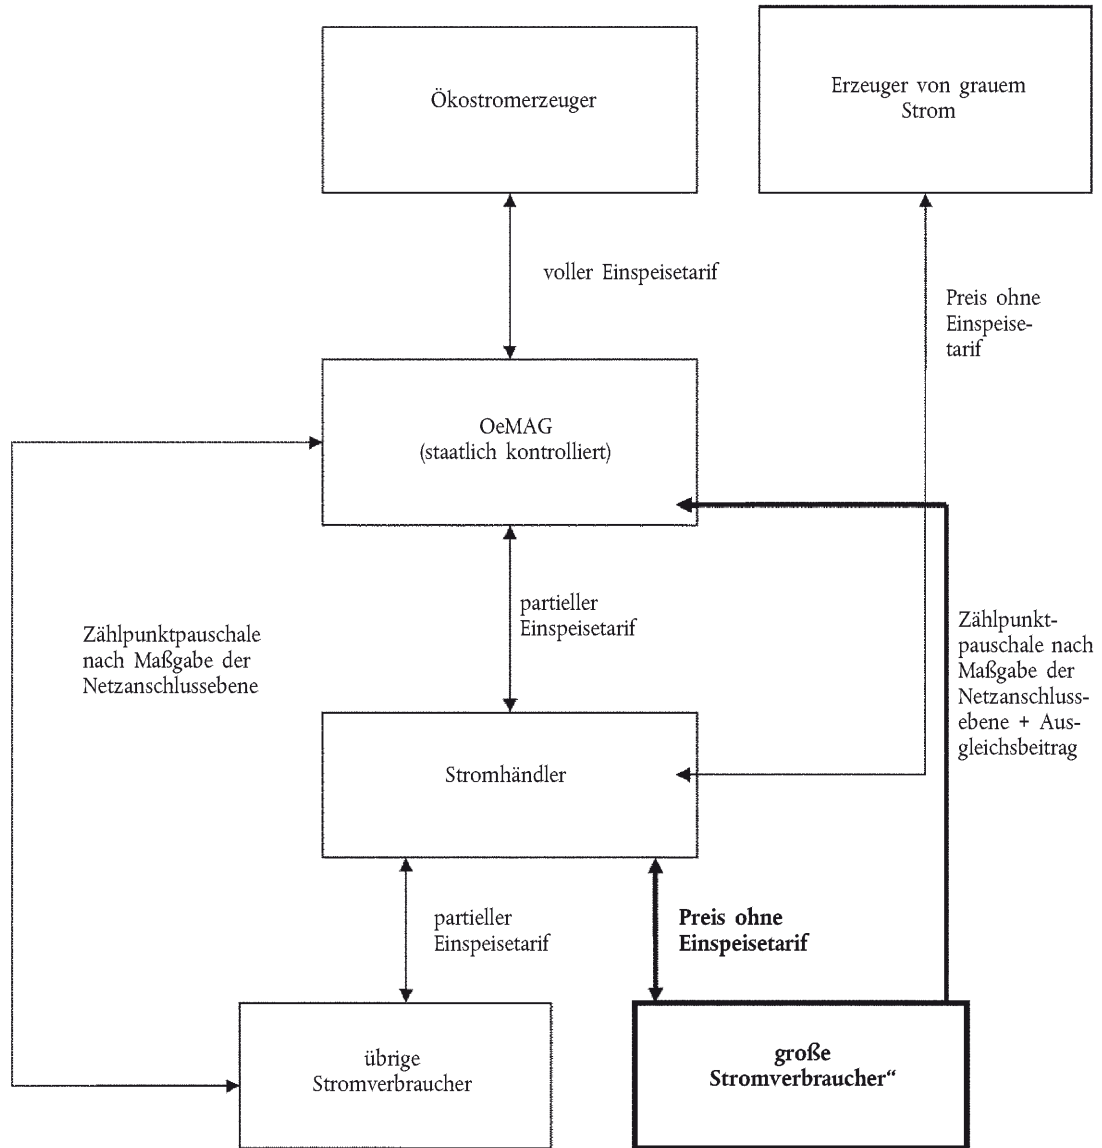 Ökostromerzeuger
Erzeuger von grauem
Strom
voller Einspeisetarif
Preis ohne
Einspeise-
tarif
OeMAG
(staatlich kontrolliert)
partieller
Einspeisetarif
Zählpunktpauschale
nach Maßgabe der
Netzanschlussebene
Zählpunkt-
pauschale nach
Maßgabe der
Netzanschluss-
ebene + Aus-
gleichsbeitrag
Stromhändler
partieller
Einspeisetarif
Preis ohne
Einspeisetarif
übrige
Stromverbraucher
große
Stromverbraucher“